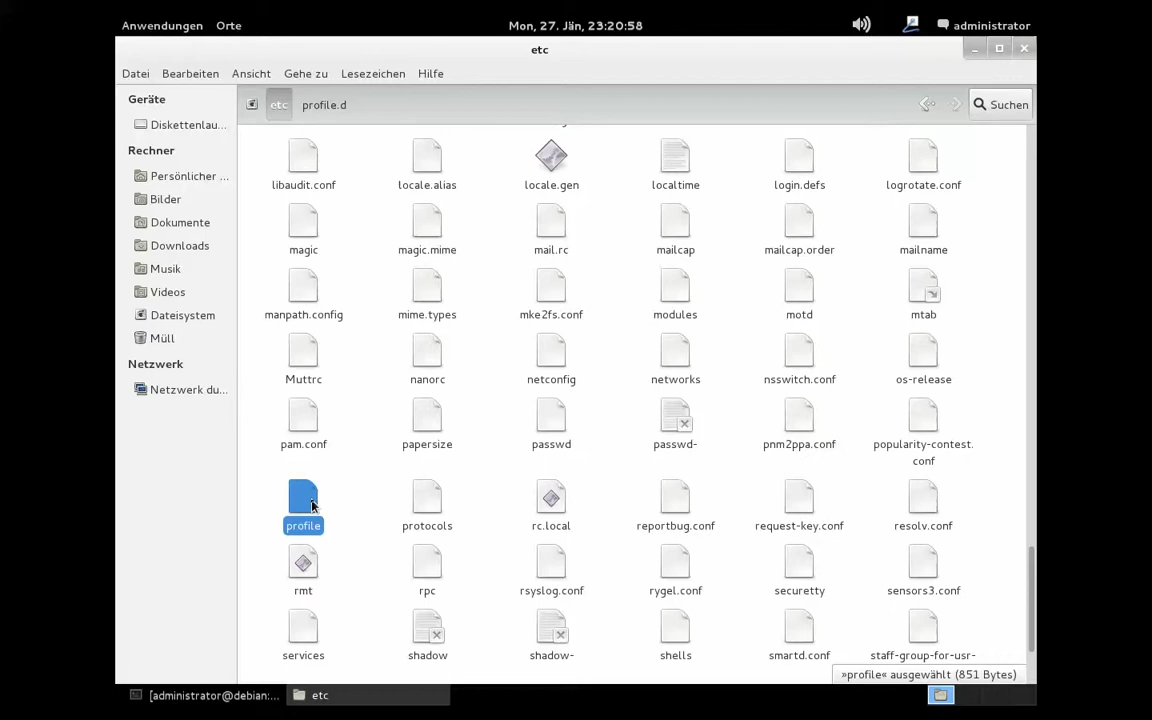 Anwendungen Orte Mon, 27. Jän, 23:20:58 administrator
etc
Datei Bearbeiten Ansicht Gehe zu Lesezeichen Hilfe
Geräte
Diskettenlau...
Rechner
Persönlicher ...
Bilder
Dokumente
Downloads
Musik
Videos
Dateisystem
Müll
Netzwerk
Netzwerk du...
etc profile.d Suchen
libaudit.conf locale.alias locale.gen localtime login.defs logrotate.conf
magic magic.mime mail.rc mailcap mailcap.order mailname
manpath.config mime.types mke2fs.conf modules motd mtab
Muttrc nanorc netconfig networks nsswitch.conf os-release
pam.conf papersize passwd passwd- pnm2ppa.conf popularity-contest.
conf
profile protocols rc.local reportbug.conf request-key.conf resolv.conf
rmt rpc rsyslog.conf rygel.conf securetty sensors3.conf
services shadow shadow- shells smartd.conf staff-group-for-usr-
»profile« ausgewählt (851 Bytes)
[administrator@debian:... etc